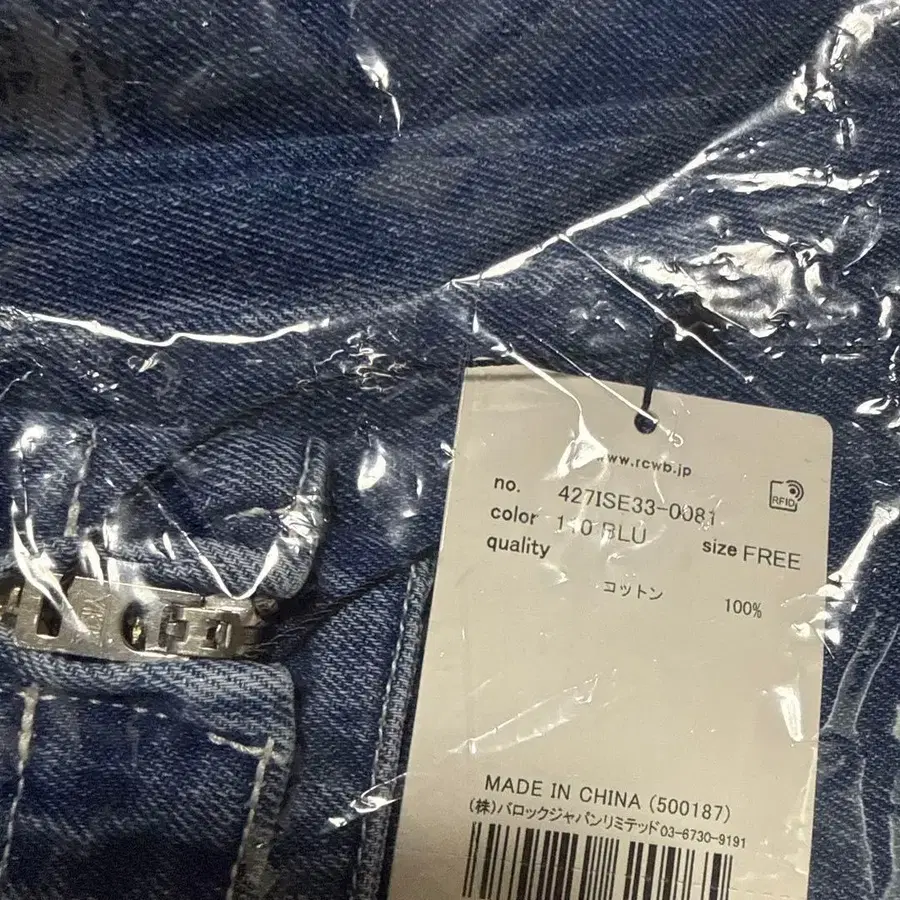 www.rcwb.jp
RFID
no. 427ISE33-0081
color BLU
size FREE
quality
コットン 100%
MADE IN CHINA (500187)
(株)バロックジャパンリミテッド03-6730-9191